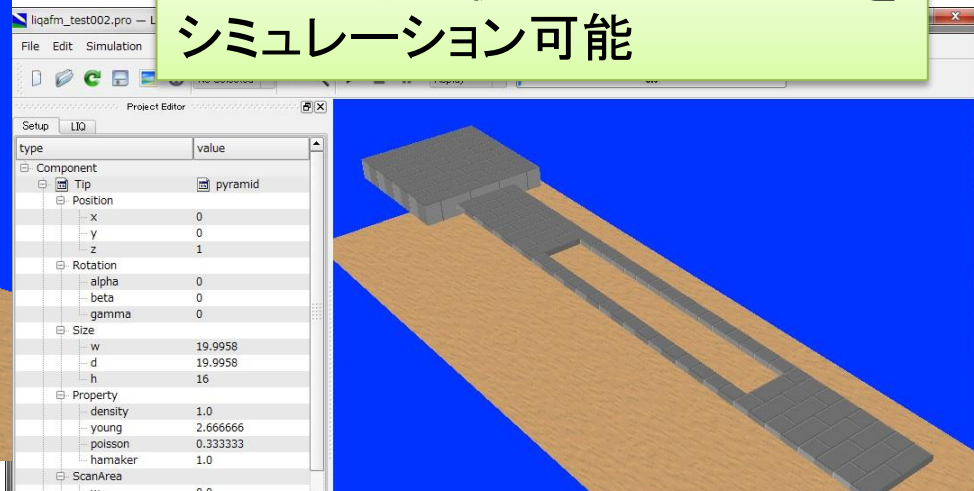 シミュレーション可能
liqafm_test002.pro — L
File Edit Simulation
Project Editor
Setup LIQ
type value
Component
Tip pyramid
Position
x 0
y 0
z 1
Rotation
alpha 0
beta 0
gamma 0
Size
w 19.9958
d 19.9958
h 16
Property
density 1.0
young 2.666666
poisson 0.333333
hamaker 1.0
ScanArea